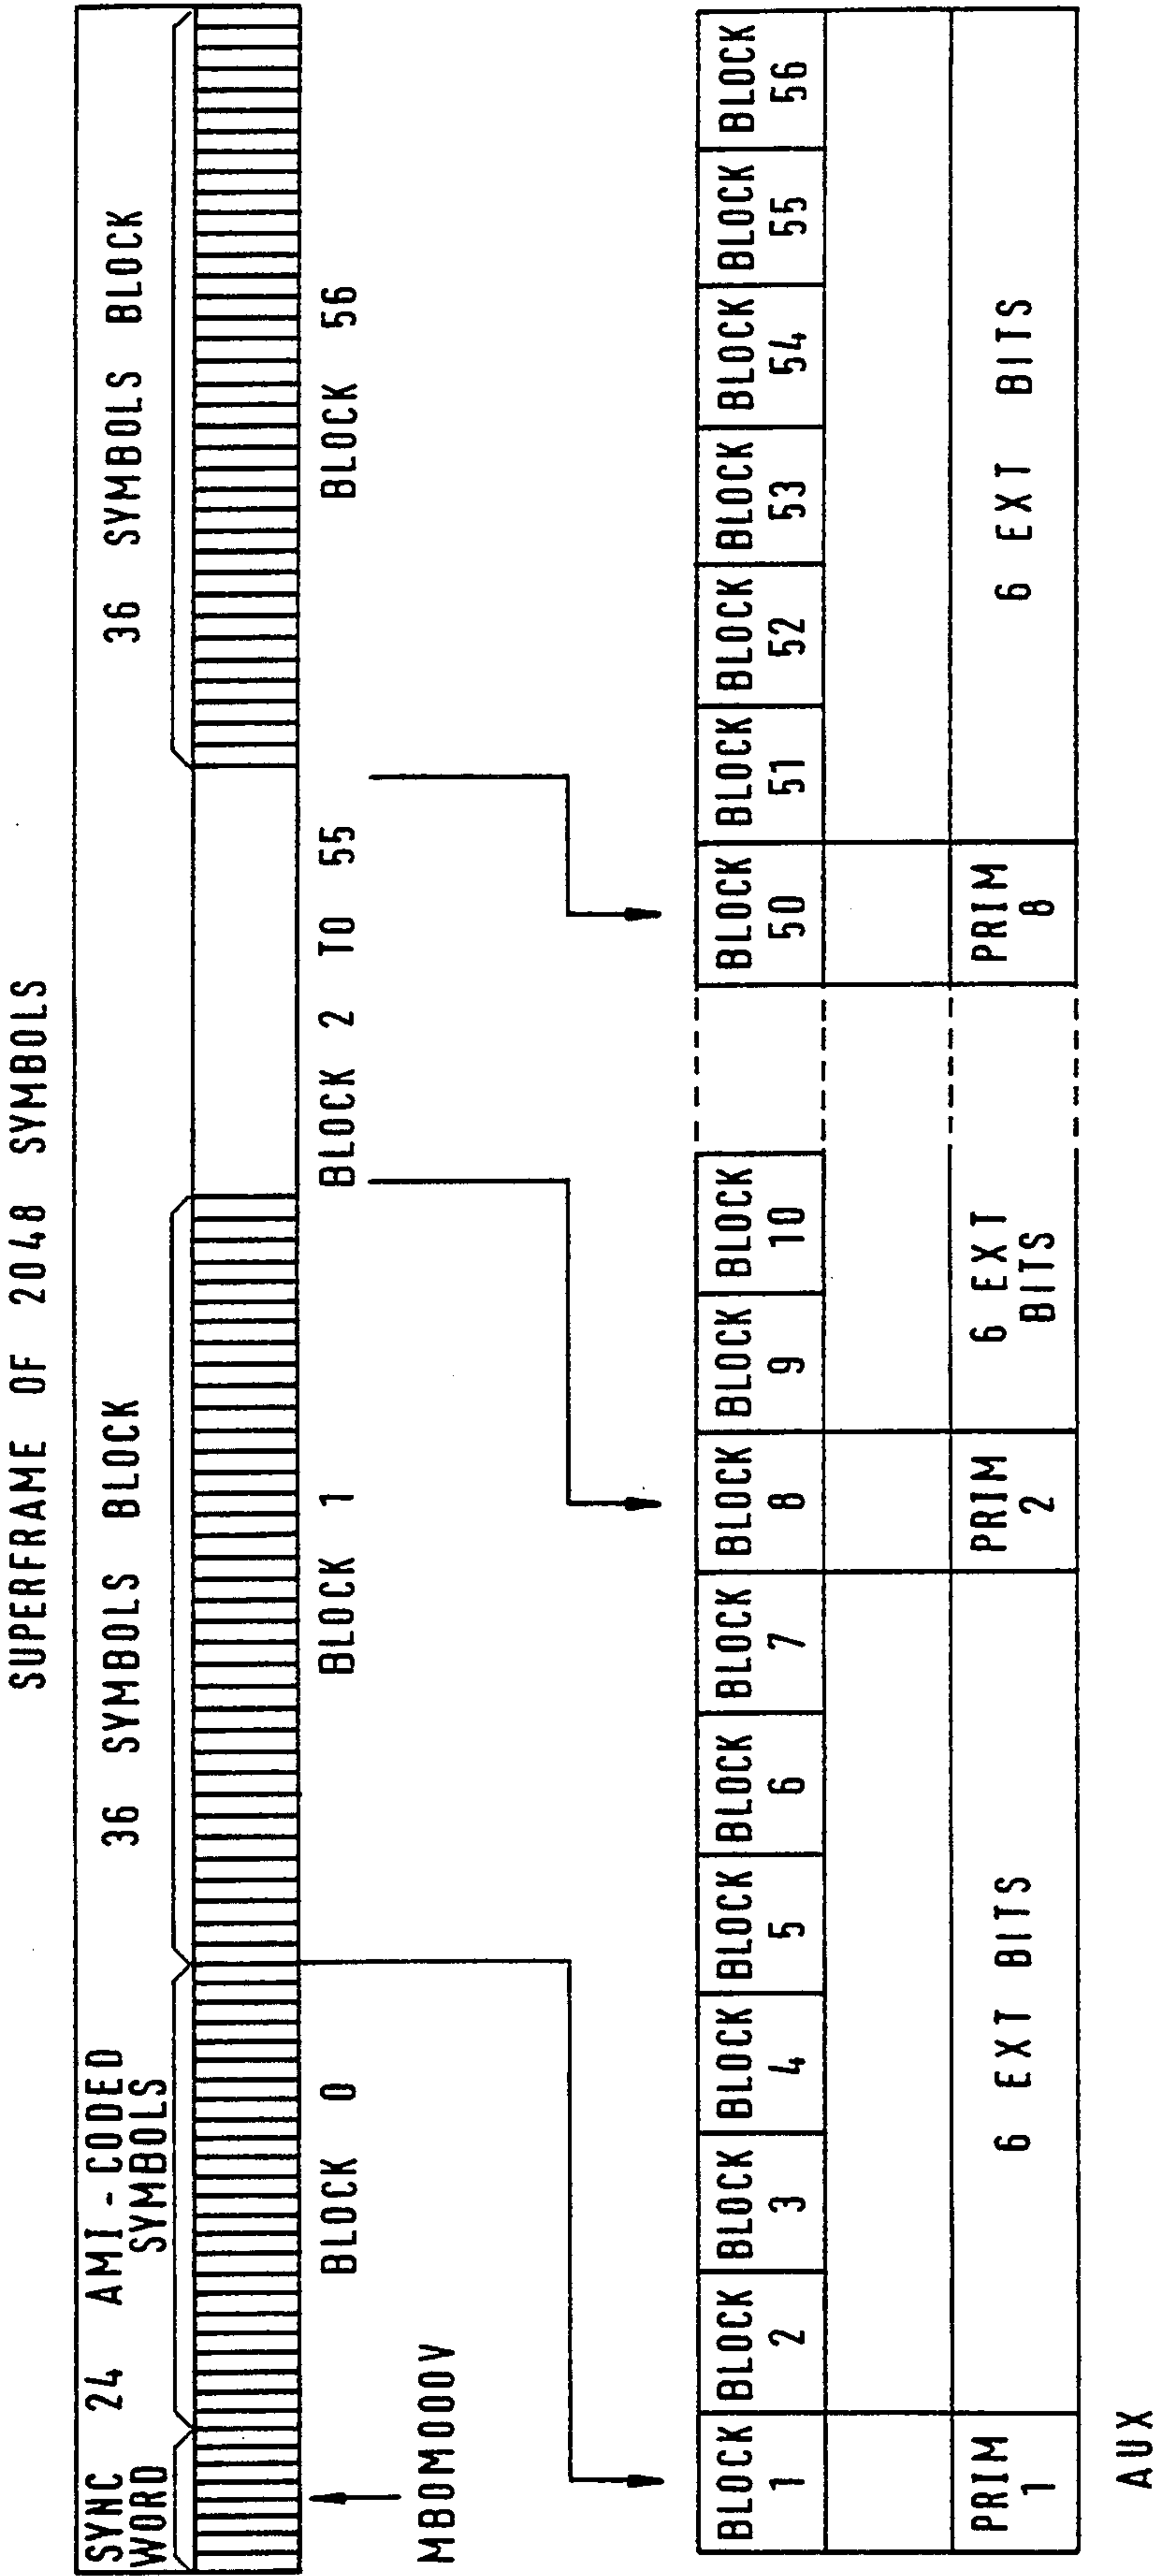 SUPERFRAME OF 2048 SYMBOLS
SYNC
WORD
24 AMI-CODED
SYMBOLS
36 SYMBOLS BLOCK
36 SYMBOLS BLOCK
BLOCK 0
BLOCK 1
BLOCK 2 TO 55
BLOCK 56
MB0M000V
BLOCK
1
BLOCK
2
BLOCK
3
BLOCK
4
BLOCK
5
BLOCK
6
BLOCK
7
BLOCK
8
BLOCK
9
BLOCK
10
BLOCK
50
BLOCK
51
BLOCK
52
BLOCK
53
BLOCK
54
BLOCK
55
BLOCK
56
PRIM
1
6 EXT BITS
PRIM
2
6 EXT
BITS
PRIM
8
6 EXT BITS
AUX